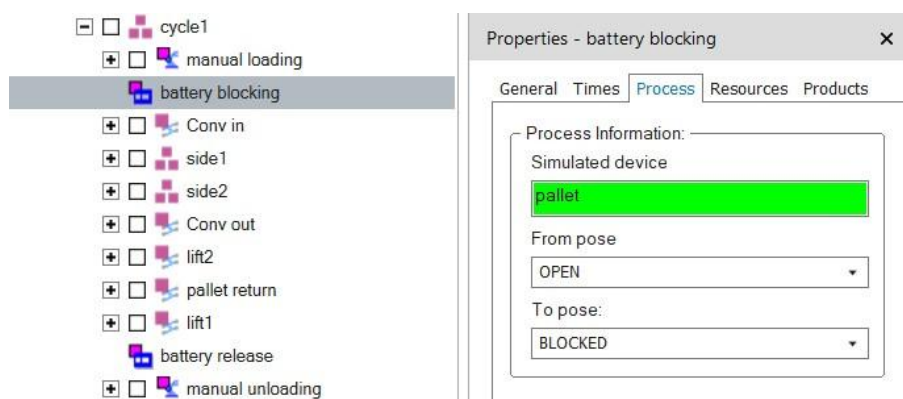 cycle1
manual loading
battery blocking
Conv in
side1
side2
Conv out
lift2
pallet return
lift1
battery release
manual unloading
Properties - battery blocking
General Times Process Resources Products
Process Information:
Simulated device
pallet
From pose
OPEN
To pose:
BLOCKED